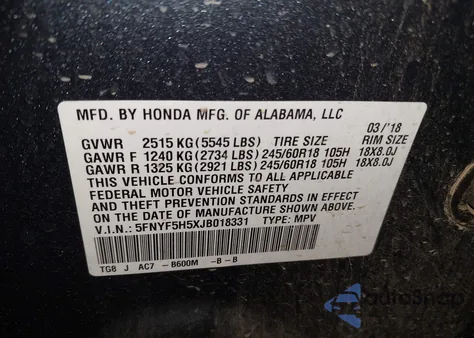 MFD. BY HONDA MFG. OF ALABAMA, LLC
03/'18
GVWR 2515 KG (5545 LBS) TIRE SIZE RIM SIZE
GAWR F 1240 KG (2734 LBS) 245/60R18 105H 18X8.0J
GAWR R 1325 KG (2921 LBS) 245/60R18 105H 18X8.0J
THIS VEHICLE CONFORMS TO ALL APPLICABLE
FEDERAL MOTOR VEHICLE SAFETY
AND THEFT PREVENTION STANDARDS IN EFFECT
ON THE DATE OF MANUFACTURE SHOWN ABOVE.
V.I.N.: 5FNYF5H5XJB018331 TYPE: MPV
TG8 J AC7 -B600M -B-B